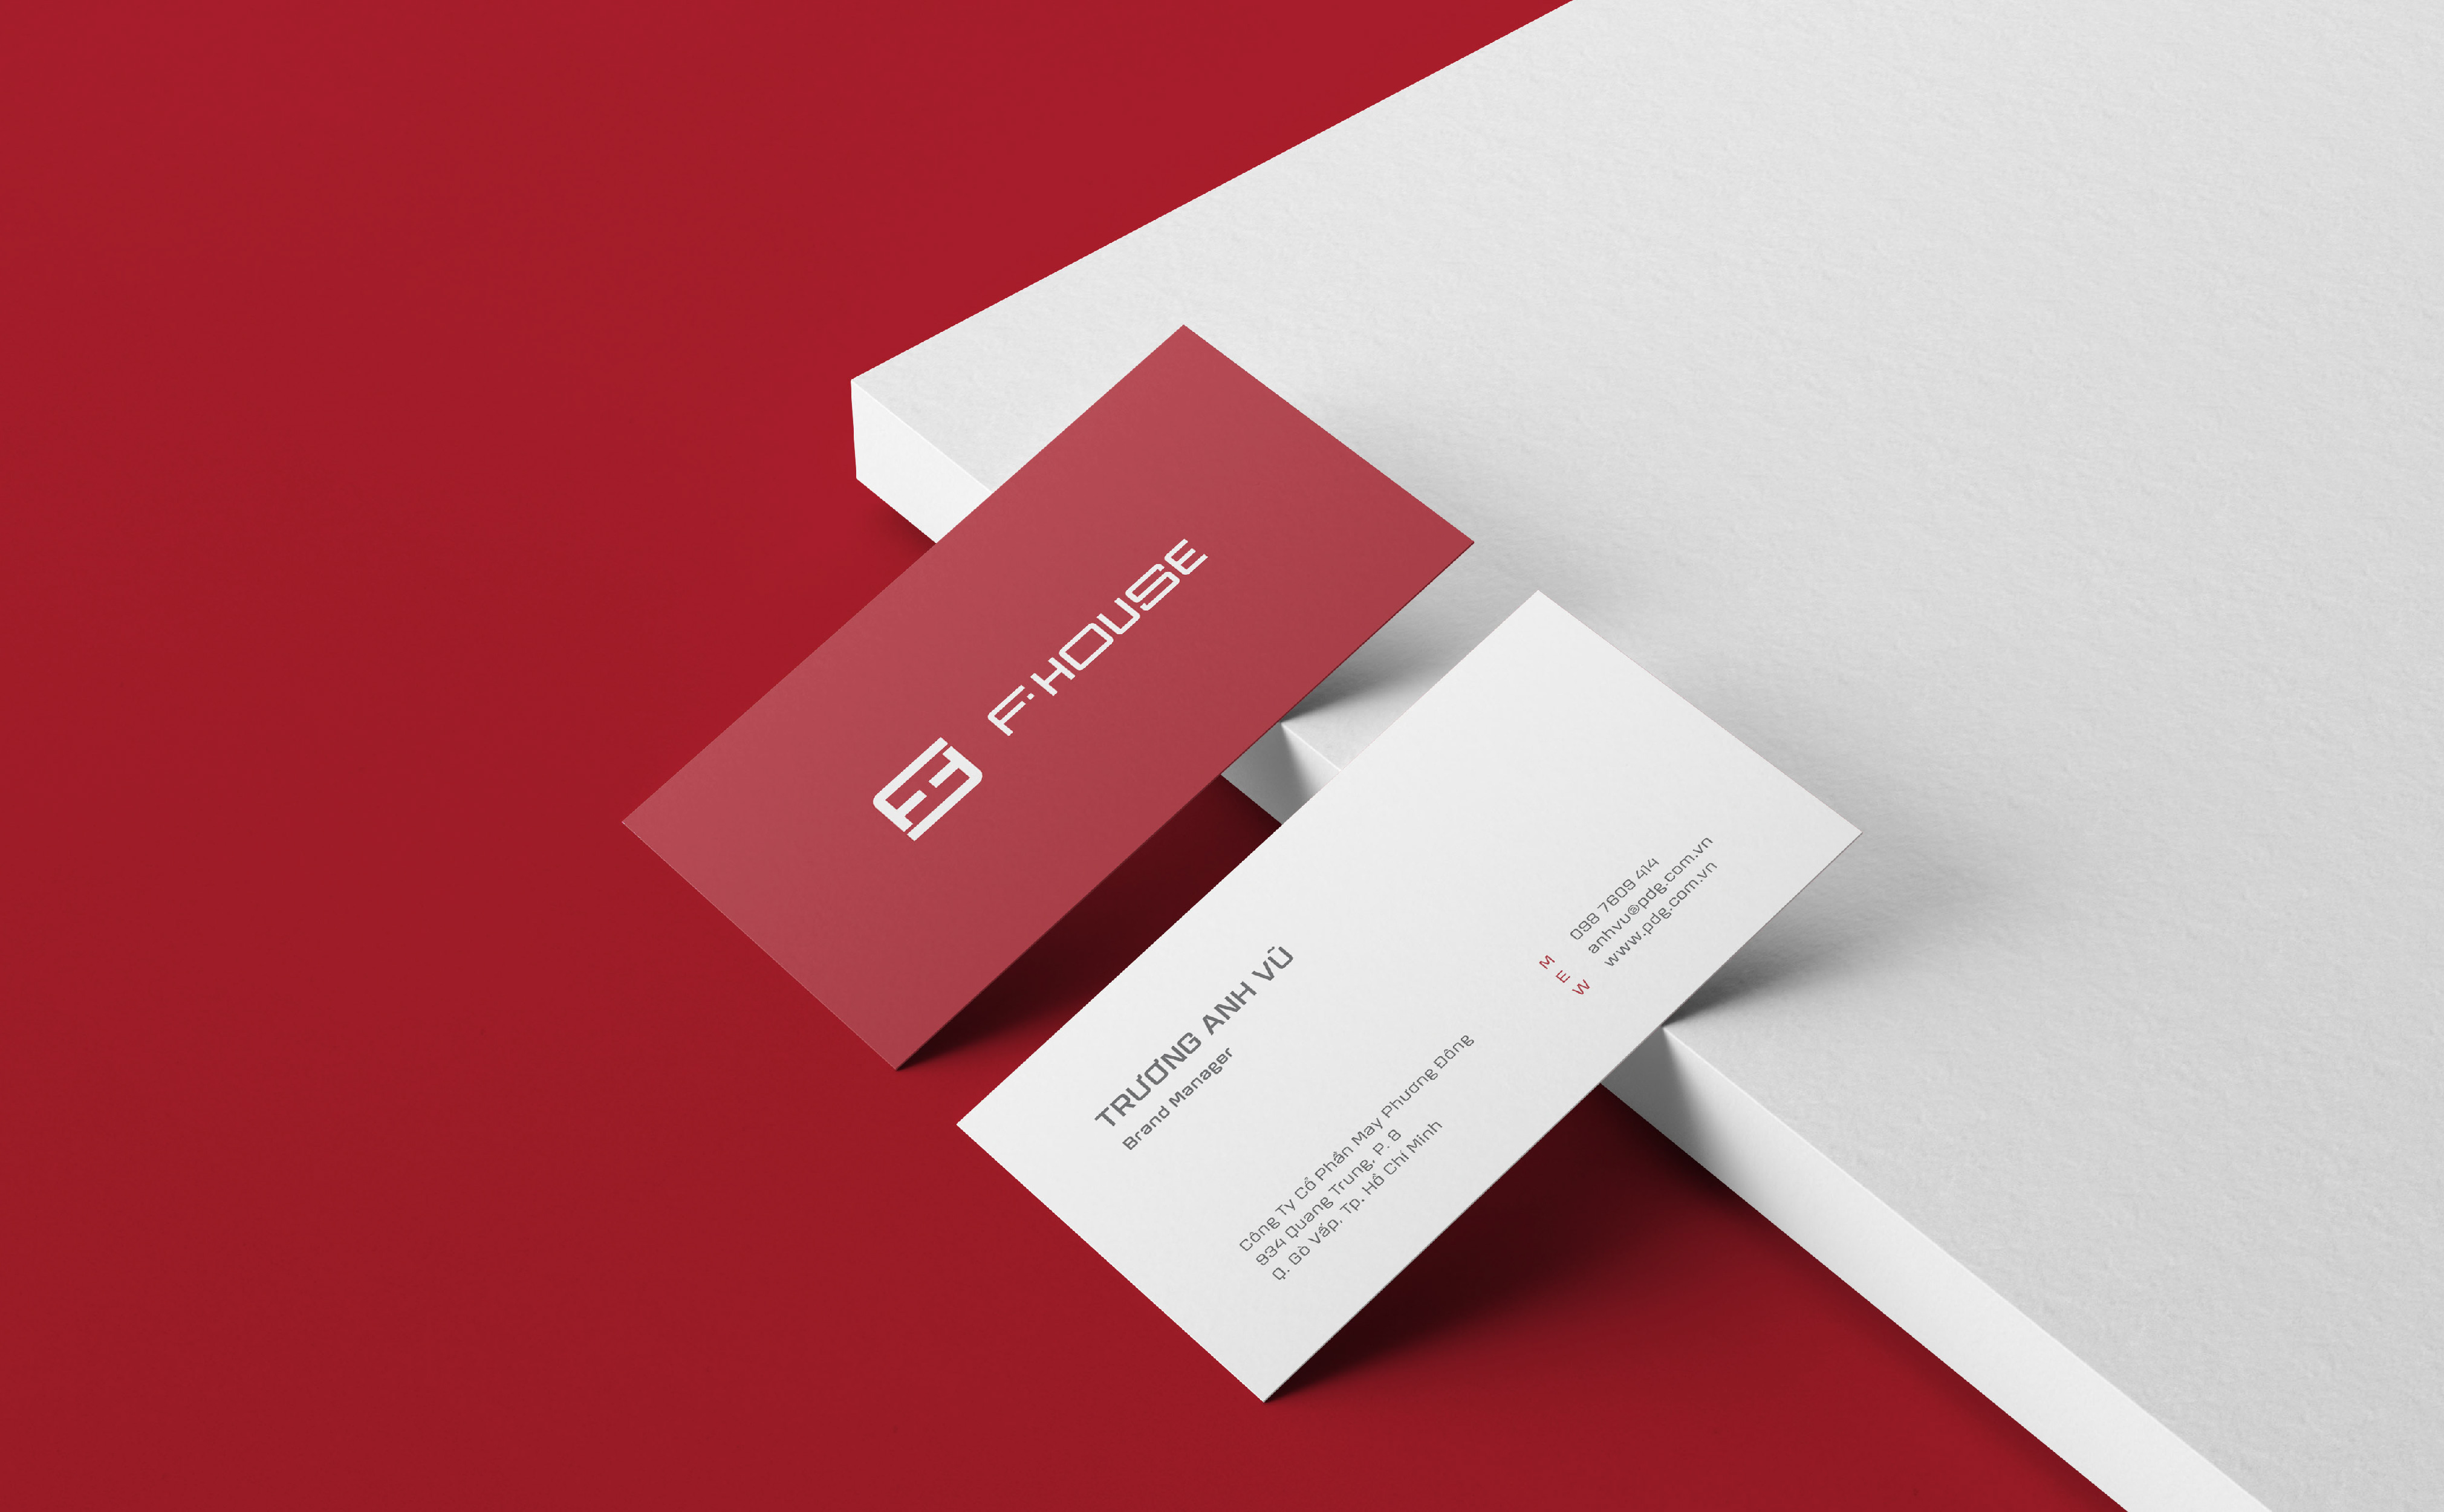 F·HOUSE
TRƯƠNG ANH VŨ
Brand Manager
Công Ty Cổ Phần May Phương Đông
934 Quang Trung, P. 8
Q. Gò Vấp, Tp. Hồ Chí Minh
M 098 7609 414
E anhvu@pdg.com.vn
W www.pdg.com.vn